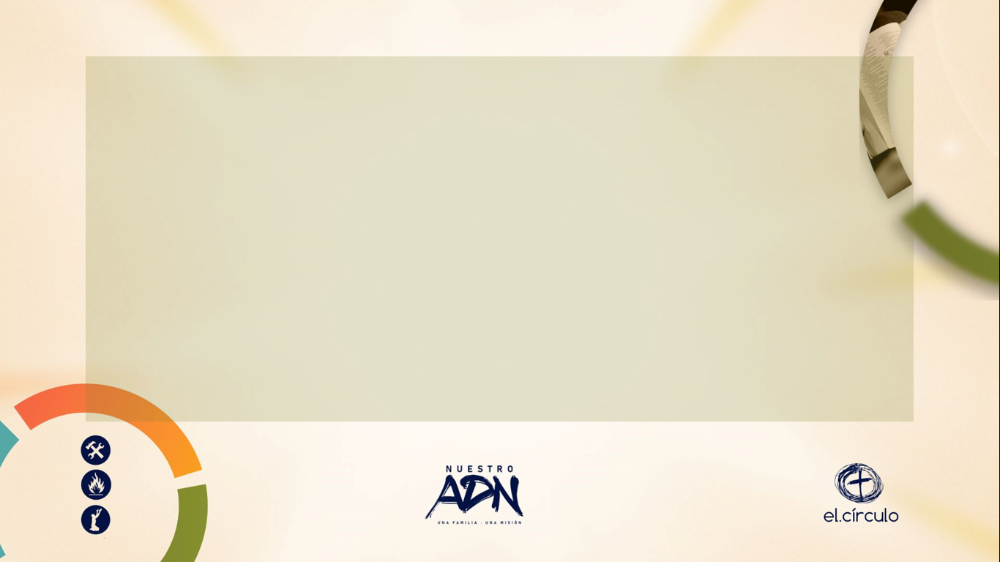 NUESTRO
ADN
UNA FAMILIA · UNA MISIÓN
el.círculo